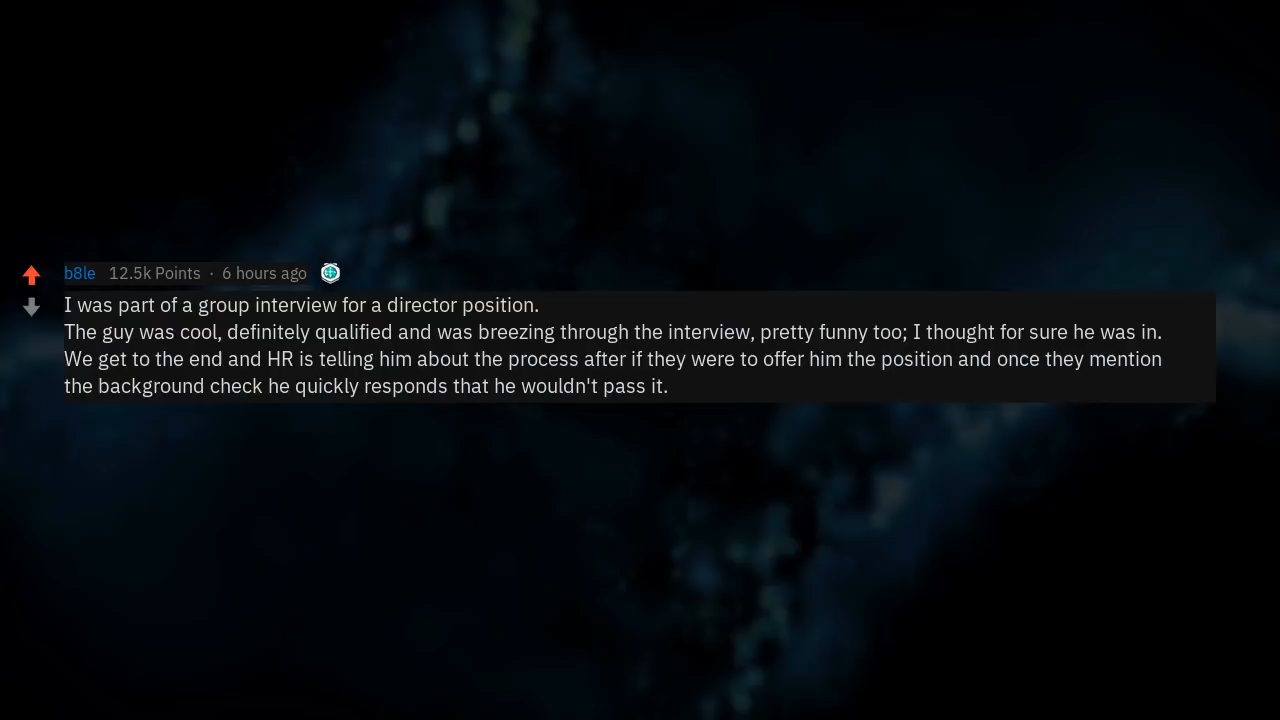 b8le 12.5k Points · 6 hours ago
I was part of a group interview for a director position.
The guy was cool, definitely qualified and was breezing through the interview, pretty funny too; I thought for sure he was in.
We get to the end and HR is telling him about the process after if they were to offer him the position and once they mention
the background check he quickly responds that he wouldn't pass it.